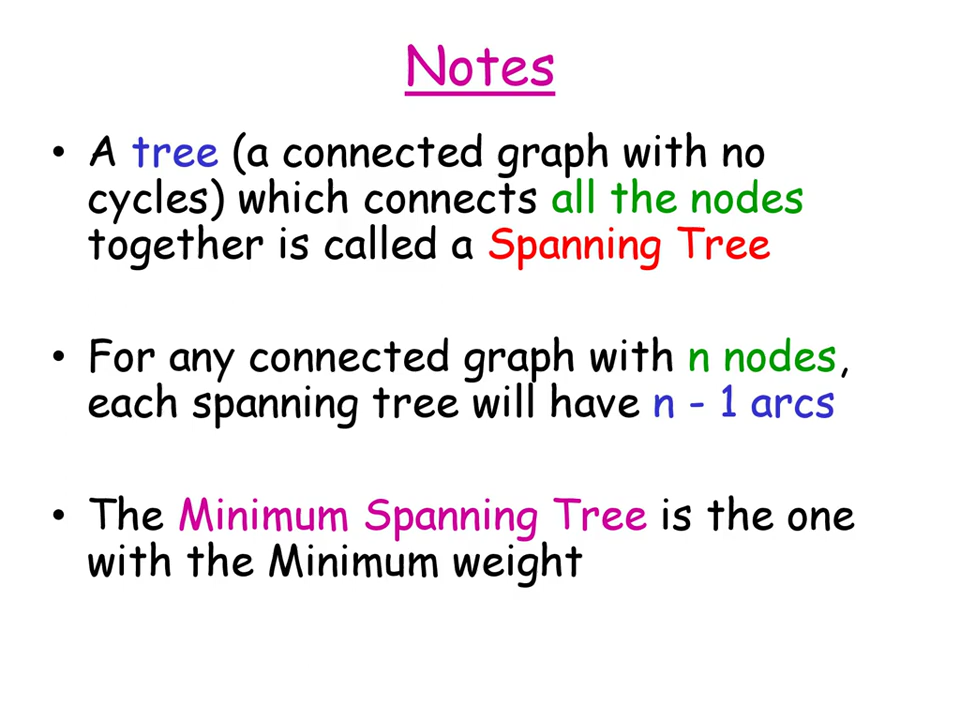 Notes
• A tree (a connected graph with no
cycles) which connects all the nodes
together is called a Spanning Tree
• For any connected graph with n nodes,
each spanning tree will have n - 1 arcs
• The Minimum Spanning Tree is the one
with the Minimum weight